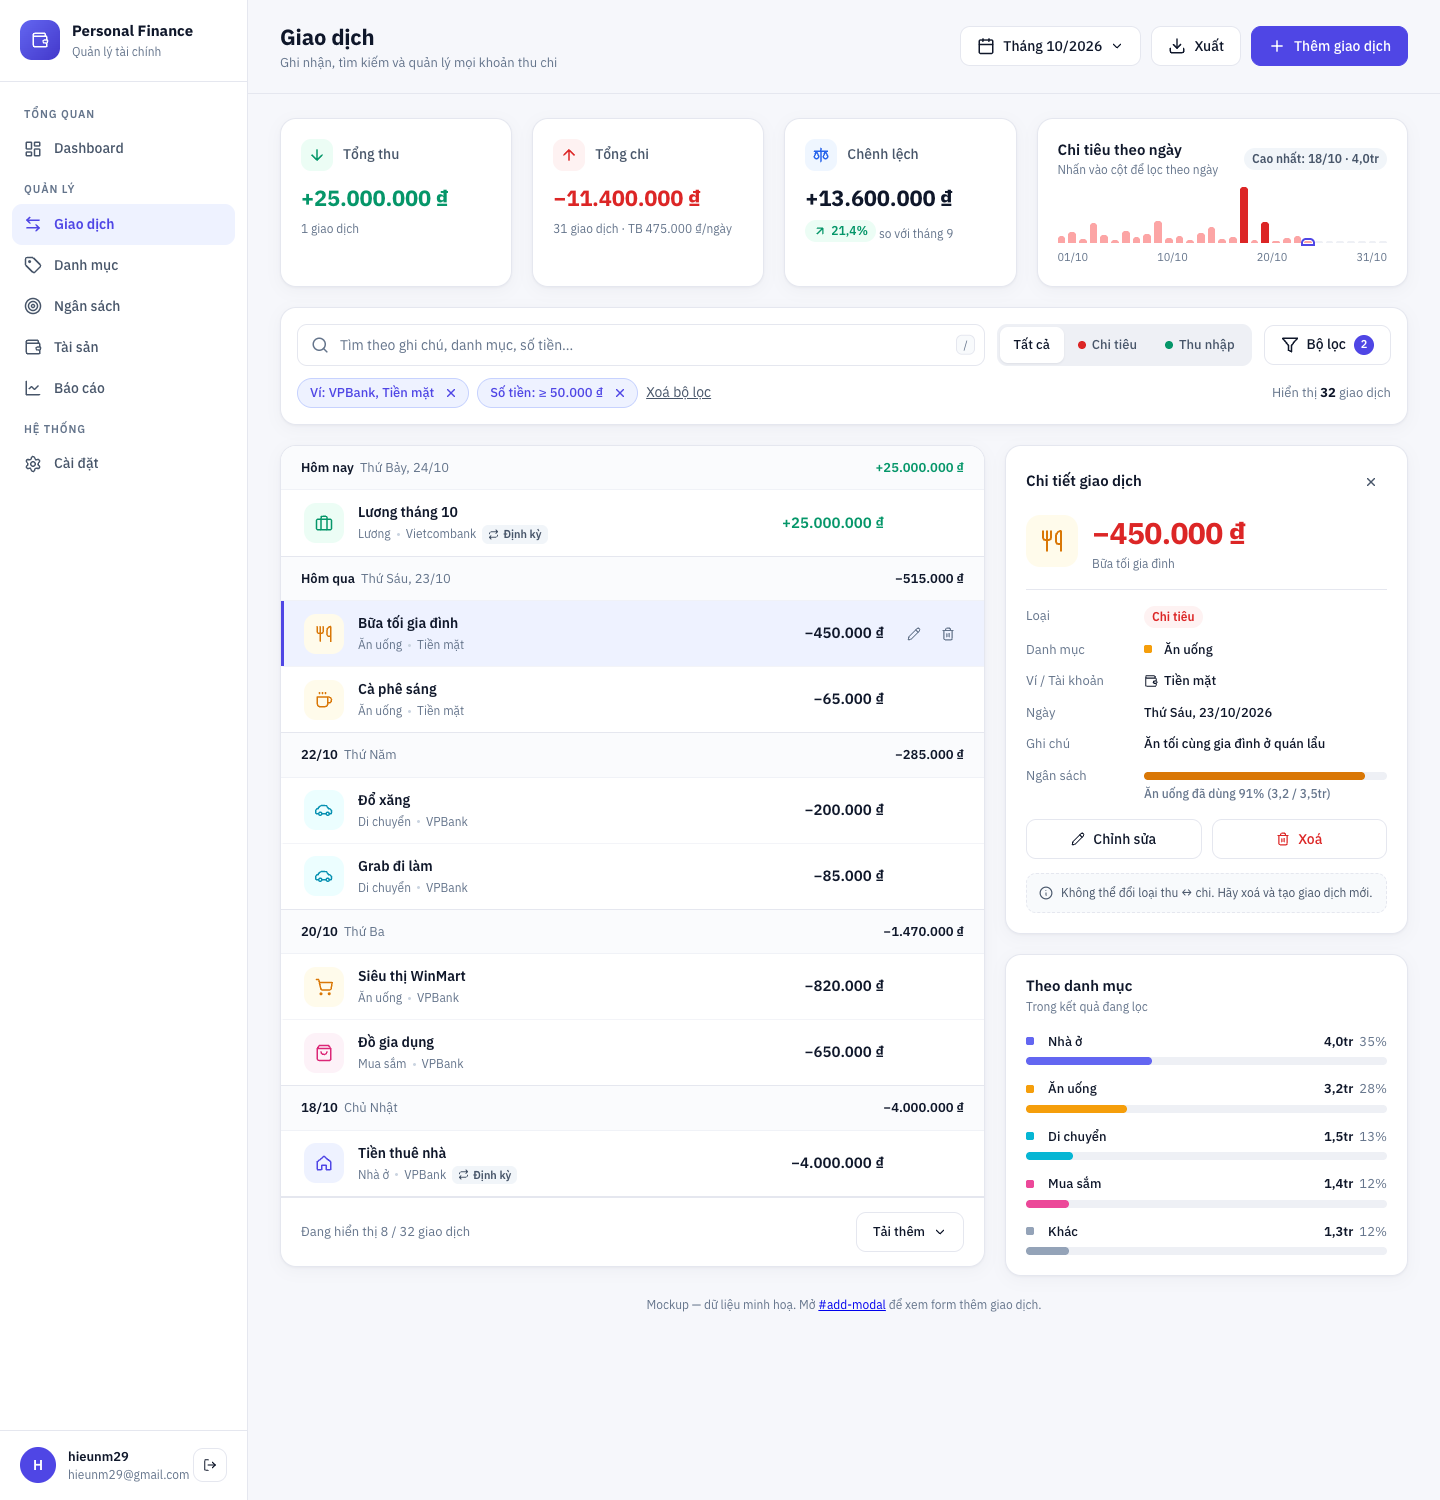 Personal Finance
Quản lý tài chính
TỔNG QUAN
Dashboard
QUẢN LÝ
Giao dịch
Danh mục
Ngân sách
Tài sản
Báo cáo
HỆ THỐNG
Cài đặt
H
hieunm29
hieunm29@gmail.com
Giao dịch
Ghi nhận, tìm kiếm và quản lý mọi khoản thu chi
Tháng 10/2026
Xuất
Thêm giao dịch
Tổng thu
+25.000.000 ₫
1 giao dịch
Tổng chi
−11.400.000 ₫
31 giao dịch · TB 475.000 ₫/ngày
Chênh lệch
+13.600.000 ₫
21,4% so với tháng 9
Chi tiêu theo ngày
Nhấn vào cột để lọc theo ngày
Cao nhất: 18/10 · 4,0tr
01/10 10/10 20/10 31/10
Tìm theo ghi chú, danh mục, số tiền... /
Tất cả Chi tiêu Thu nhập
Bộ lọc 2
Ví: VPBank, Tiền mặt Số tiền: ≥ 50.000 ₫ Xoá bộ lọc
Hiển thị 32 giao dịch
Hôm nay Thứ Bảy, 24/10 +25.000.000 ₫
Lương tháng 10
Lương • Vietcombank Định kỳ
+25.000.000 ₫
Hôm qua Thứ Sáu, 23/10 −515.000 ₫
Bữa tối gia đình
Ăn uống • Tiền mặt
−450.000 ₫
Cà phê sáng
Ăn uống • Tiền mặt
−65.000 ₫
22/10 Thứ Năm −285.000 ₫
Đổ xăng
Di chuyển • VPBank
−200.000 ₫
Grab đi làm
Di chuyển • VPBank
−85.000 ₫
20/10 Thứ Ba −1.470.000 ₫
Siêu thị WinMart
Ăn uống • VPBank
−820.000 ₫
Đồ gia dụng
Mua sắm • VPBank
−650.000 ₫
18/10 Chủ Nhật −4.000.000 ₫
Tiền thuê nhà
Nhà ở • VPBank Định kỳ
−4.000.000 ₫
Đang hiển thị 8 / 32 giao dịch
Tải thêm
Chi tiết giao dịch
−450.000 ₫
Bữa tối gia đình
Loại Chi tiêu
Danh mục Ăn uống
Ví / Tài khoản Tiền mặt
Ngày Thứ Sáu, 23/10/2026
Ghi chú Ăn tối cùng gia đình ở quán lẩu
Ngân sách
Ăn uống đã dùng 91% (3,2 / 3,5tr)
Chỉnh sửa Xoá
Không thể đổi loại thu ↔ chi. Hãy xoá và tạo giao dịch mới.
Theo danh mục
Trong kết quả đang lọc
Nhà ở 4,0tr 35%
Ăn uống 3,2tr 28%
Di chuyển 1,5tr 13%
Mua sắm 1,4tr 12%
Khác 1,3tr 12%
Mockup — dữ liệu minh hoạ. Mở #add-modal để xem form thêm giao dịch.